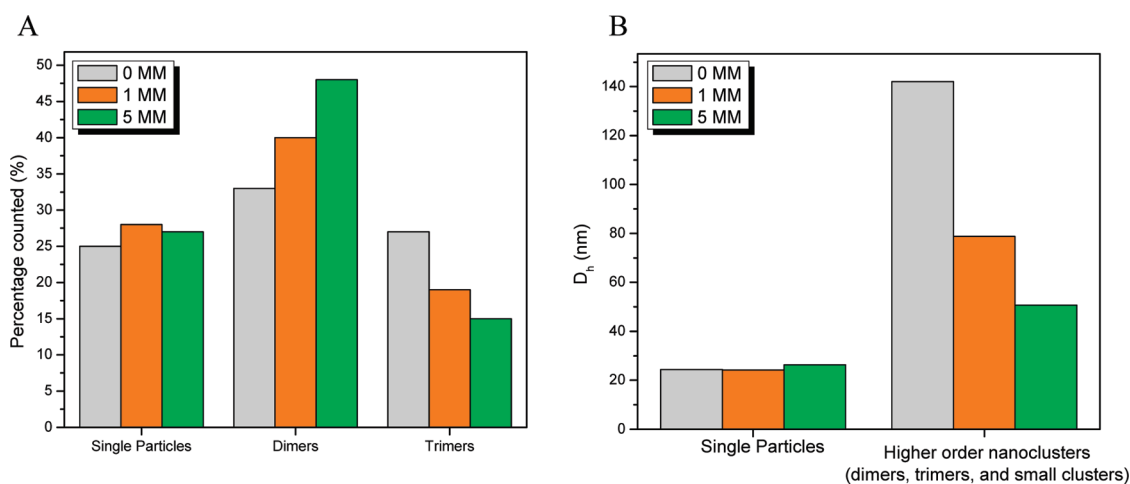 A
50
45
40
35
30
25
20
15
10
5
0
Percentage counted (%)
0 MM
1 MM
5 MM
Single Particles
Dimers
Trimers
B
140
120
100
80
60
40
20
0
Dₕ (nm)
0 MM
1 MM
5 MM
Single Particles
Higher order nanoclusters
(dimers, trimers, and small clusters)